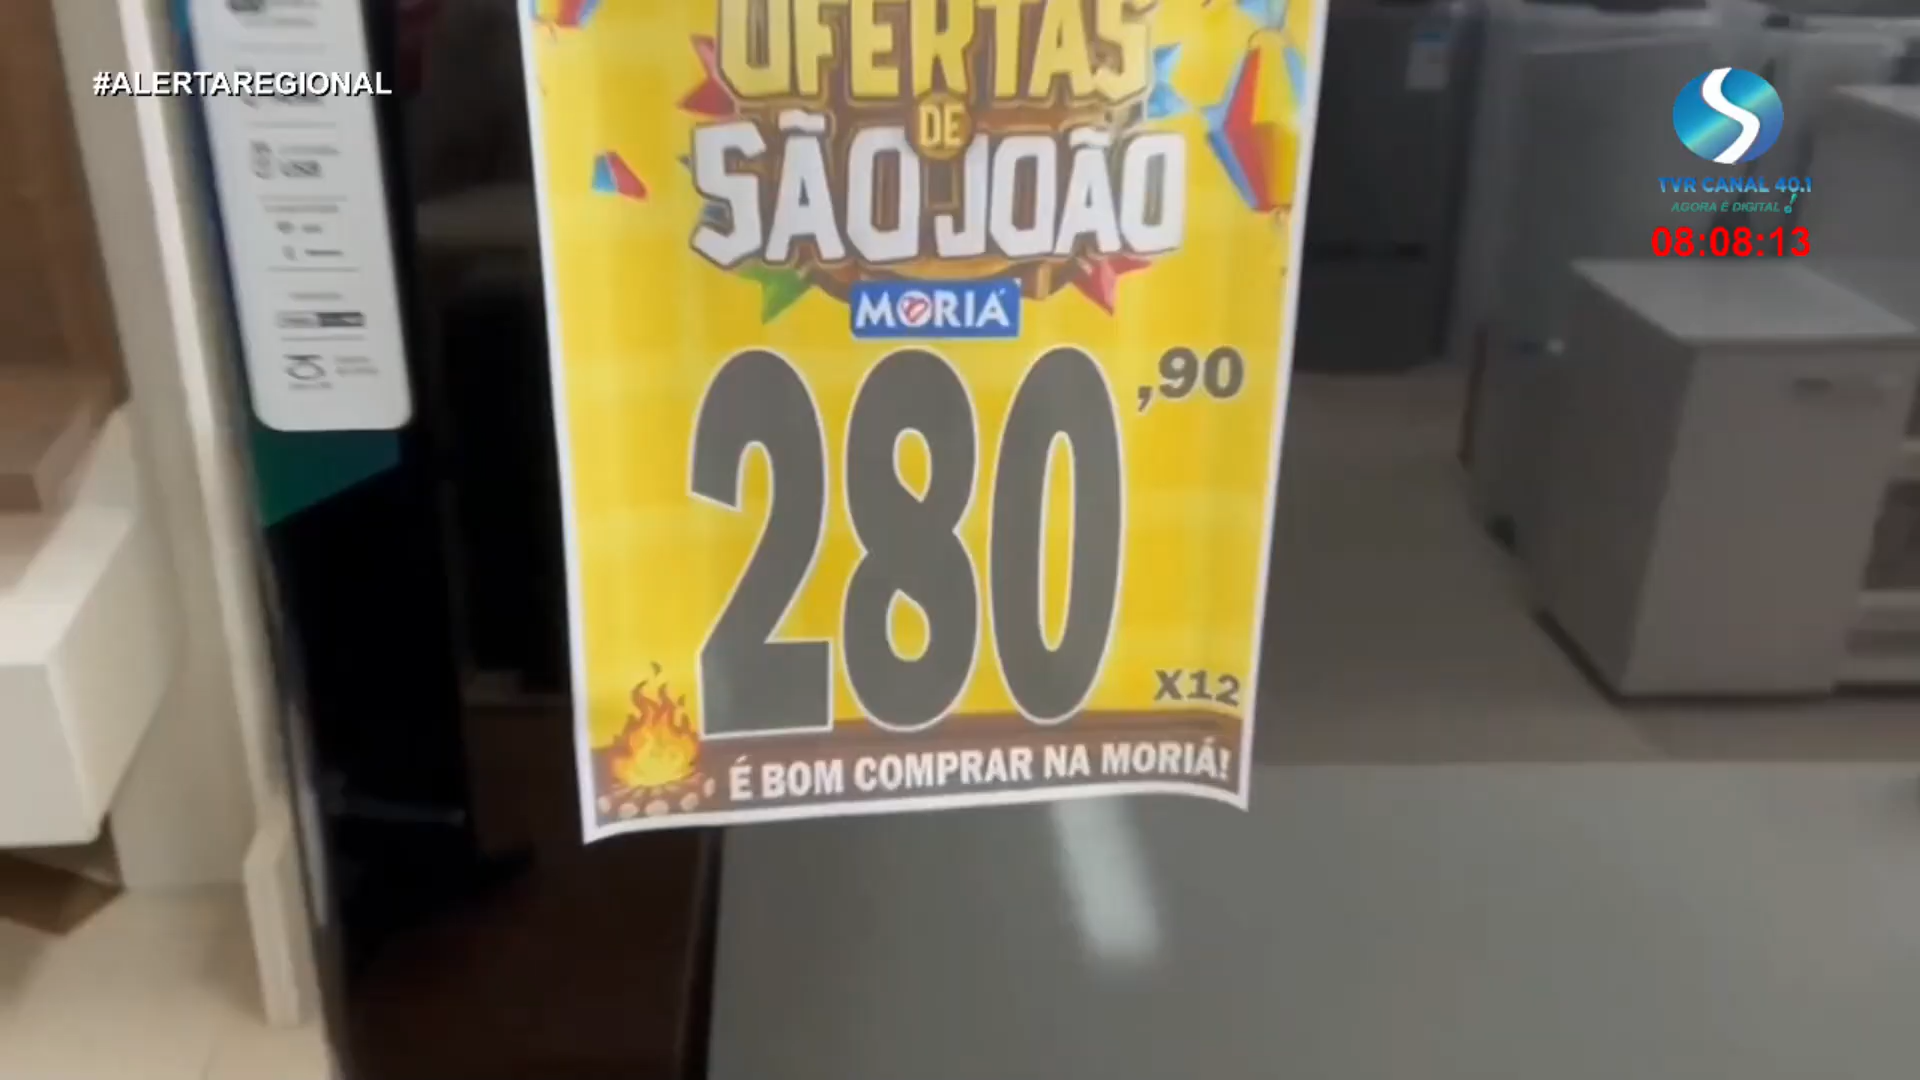 #ALERTAREGIONAL
OFERTAS
DE
SÃO JOÃO
MORIÁ
280
,90
X12
É BOM COMPRAR NA MORIÁ!
USB
TVR CANAL 40.1
AGORA É DIGITAL!
08:08:13